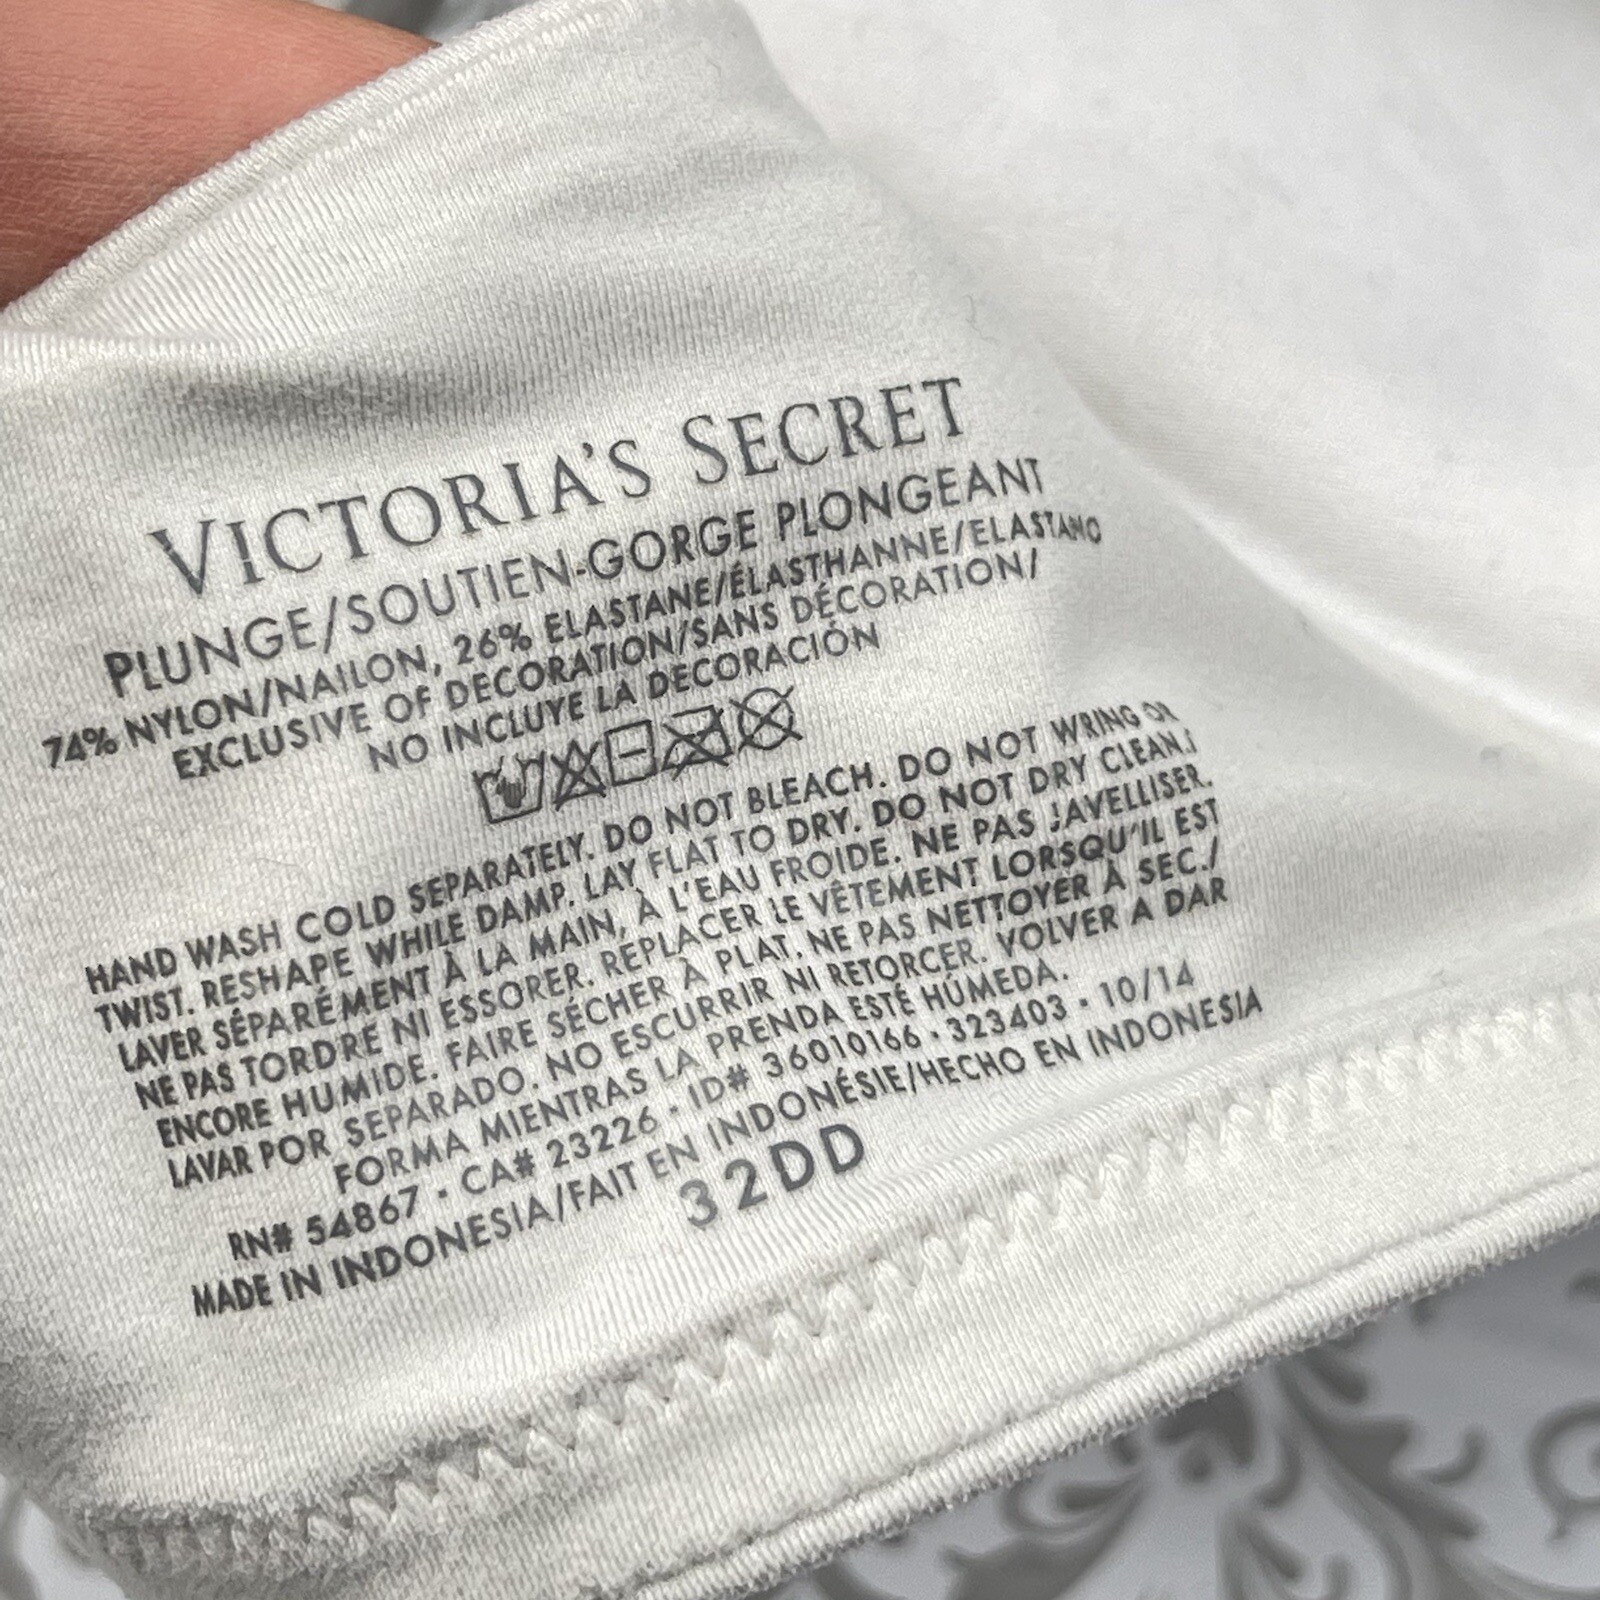 VICTORIA'S SECRET
PLUNGE/SOUTIEN-GORGE PLONGEANT
74% NYLON/NAILON, 26% ELASTANE/ÉLASTHANNE/ELASTANO
EXCLUSIVE OF DECORATION/SANS DÉCORATION/
NO INCLUYE LA DECORACIÓN
HAND WASH COLD SEPARATELY. DO NOT BLEACH. DO NOT WRING OR
TWIST. RESHAPE WHILE DAMP. LAY FLAT TO DRY. DO NOT DRY CLEAN./
LAVER SÉPARÉMENT À LA MAIN, À L'EAU FROIDE. NE PAS JAVELLISER.
NE PAS TORDRE NI ESSORER. REPLACER LE VÊTEMENT LORSQU'IL EST
ENCORE HUMIDE. FAIRE SÉCHER À PLAT. NE PAS NETTOYER À SEC./
LAVAR POR SEPARADO. NO ESCURRIR NI RETORCER. VOLVER A DAR
FORMA MIENTRAS LA PRENDA ESTÉ HÚMEDA.
RN# 54867 • CA# 23226 • ID# 36010166 • 323403 • 10/14
MADE IN INDONESIA/FAIT EN INDONÉSIE/HECHO EN INDONESIA
32DD